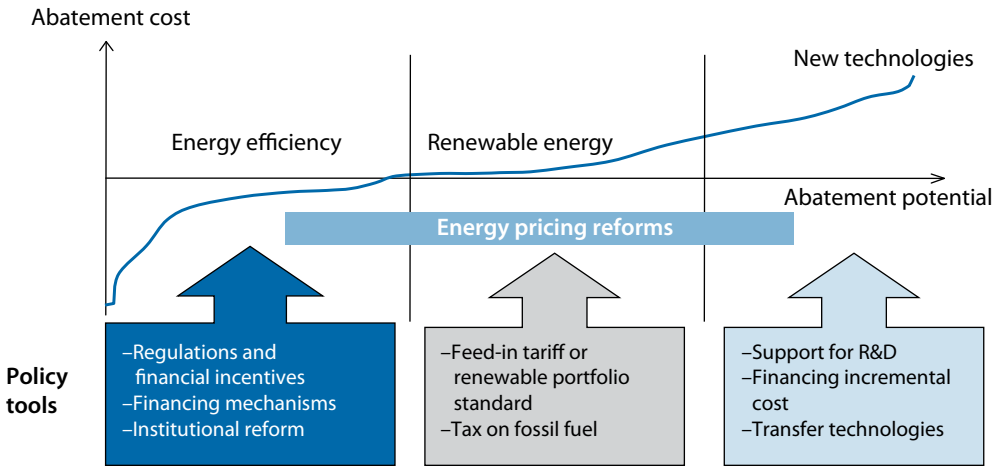 Abatement cost
New technologies
Energy efficiency
Renewable energy
Abatement potential
Energy pricing reforms
Policy
tools
–Regulations and
financial incentives
–Financing mechanisms
–Institutional reform
–Feed-in tariff or
renewable portfolio
standard
–Tax on fossil fuel
–Support for R&D
–Financing incremental
cost
–Transfer technologies